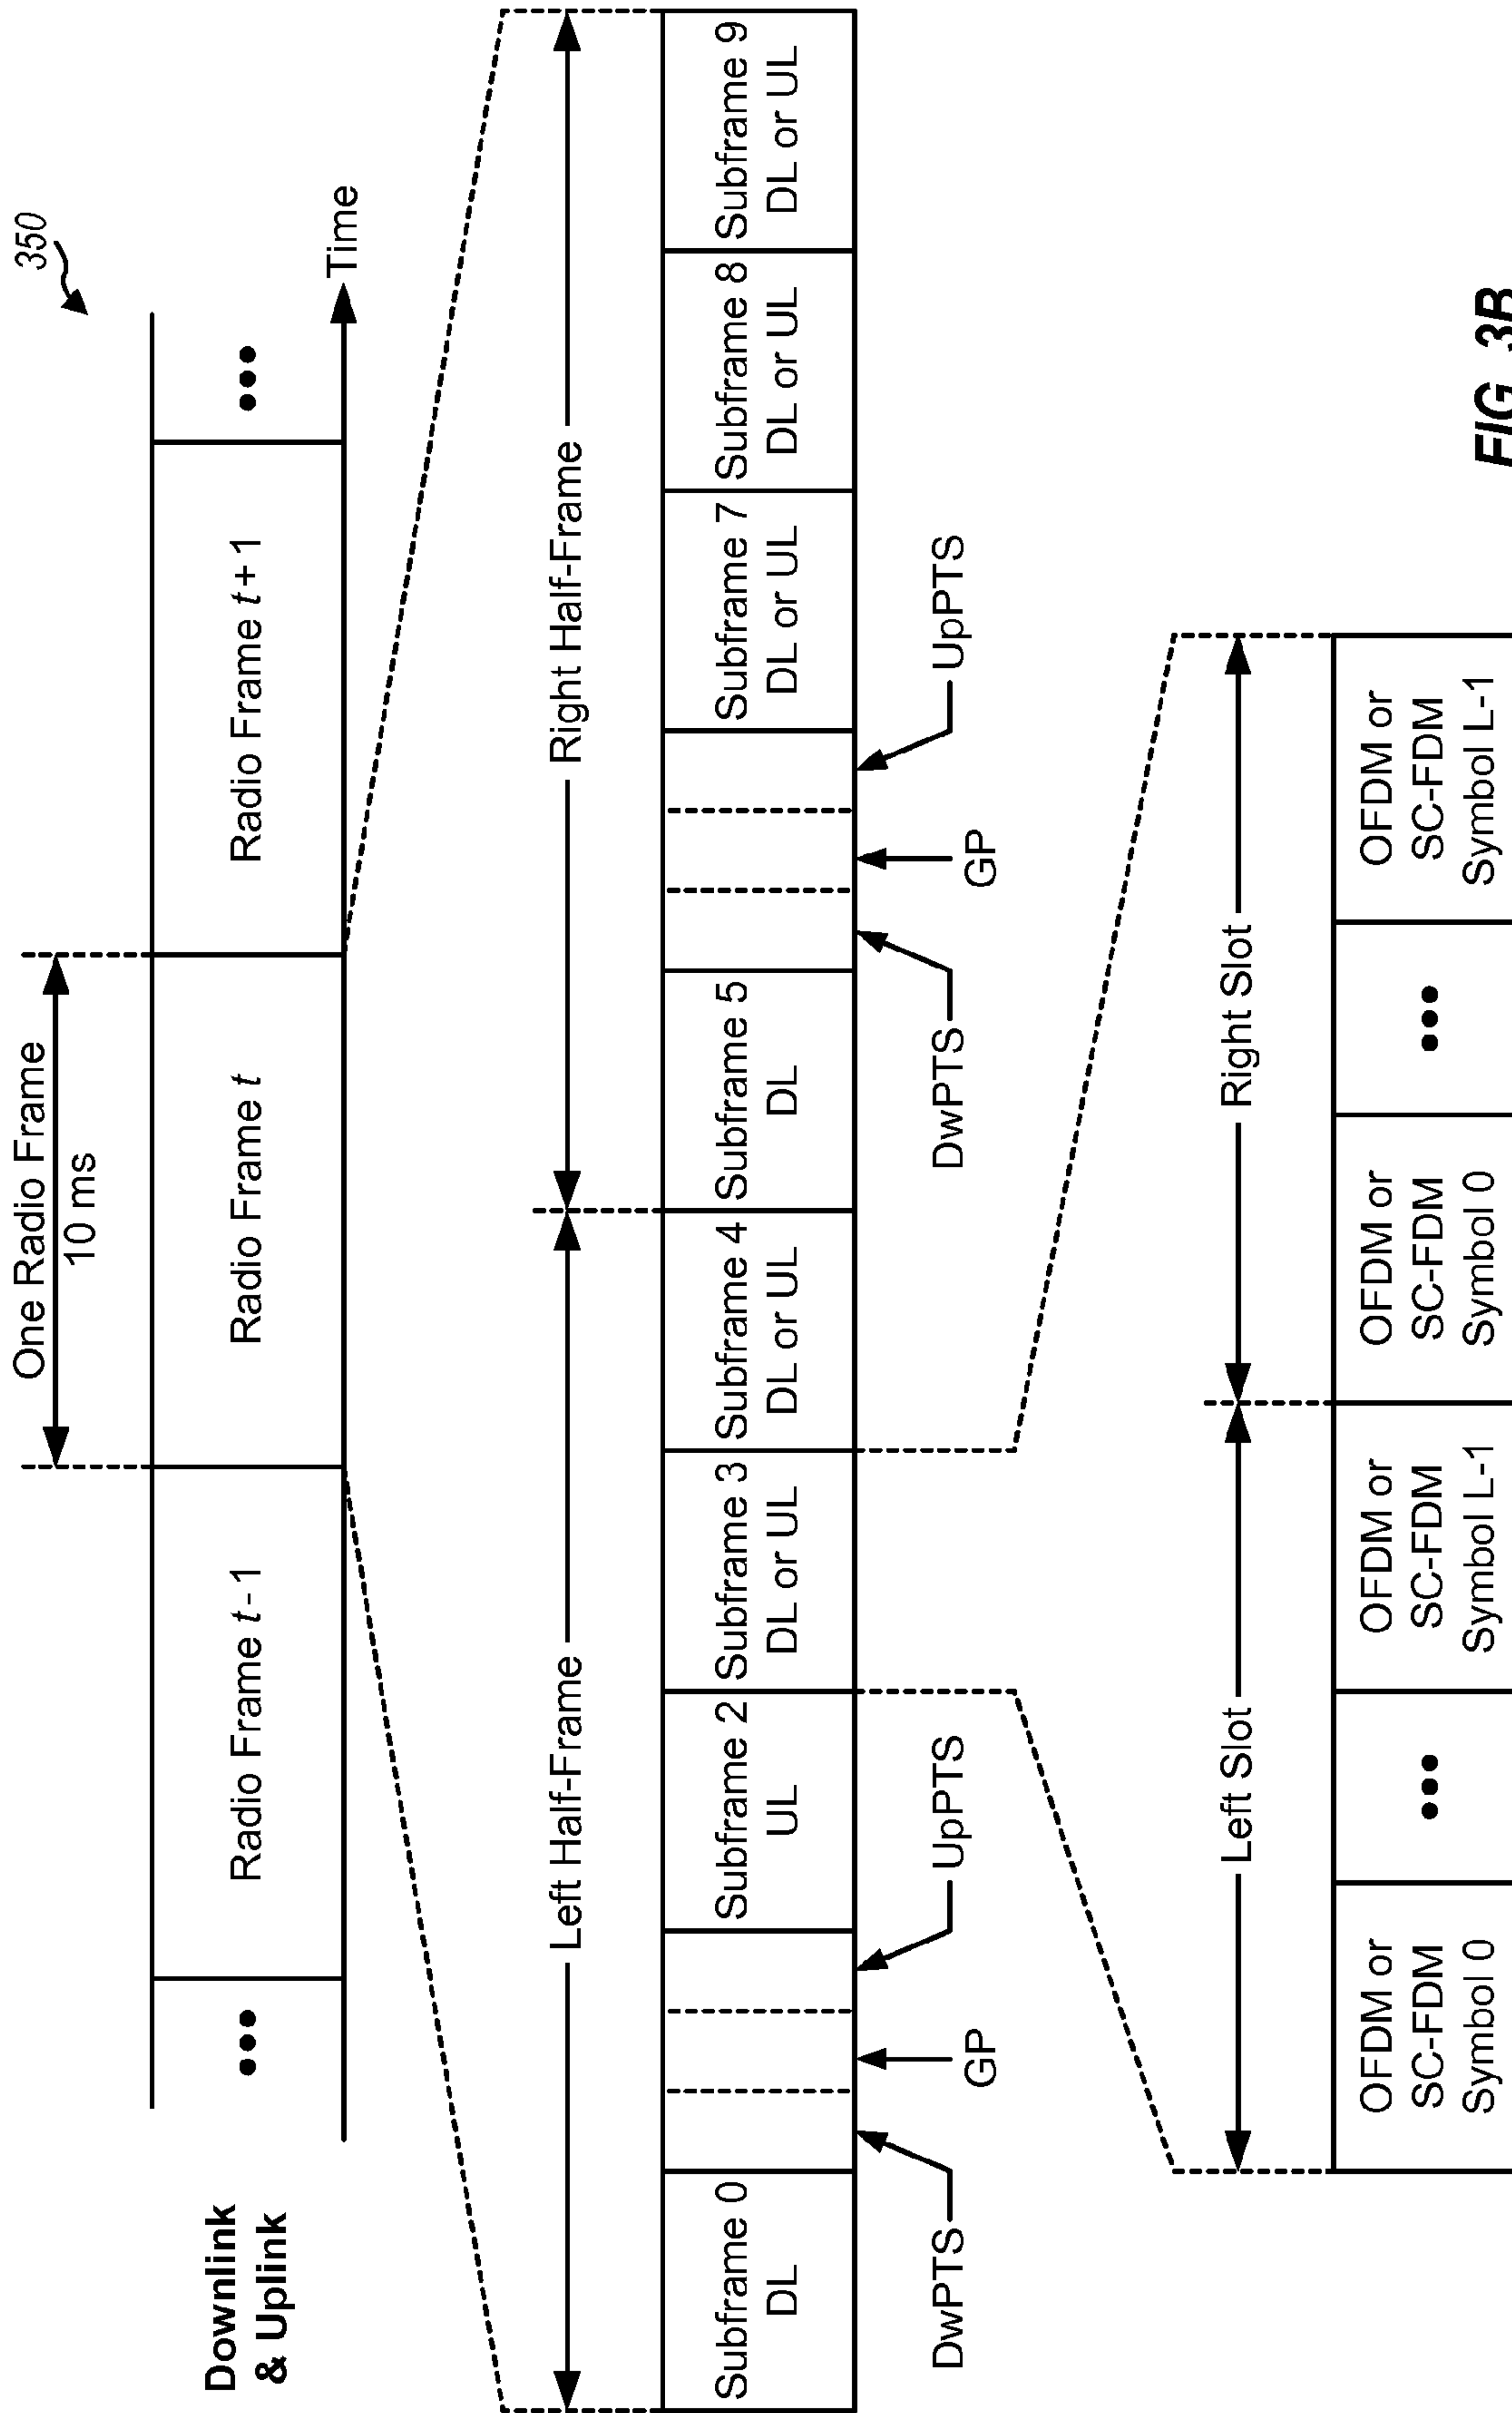 350
One Radio Frame
10 ms
Downlink
& Uplink
•••
Radio Frame t-1
Radio Frame t
Radio Frame t+1
•••
Time
Left Half-Frame
Right Half-Frame
Subframe 0
DL
Subframe 2
UL
Subframe 3
DL or UL
Subframe 4
DL or UL
Subframe 5
DL
Subframe 7
DL or UL
Subframe 8
DL or UL
Subframe 9
DL or UL
DwPTS
GP
UpPTS
DwPTS
GP
UpPTS
Left Slot
Right Slot
OFDM or
SC-FDM
Symbol 0
•••
OFDM or
SC-FDM
Symbol L-1
OFDM or
SC-FDM
Symbol 0
•••
OFDM or
SC-FDM
Symbol L-1
FIG. 3B